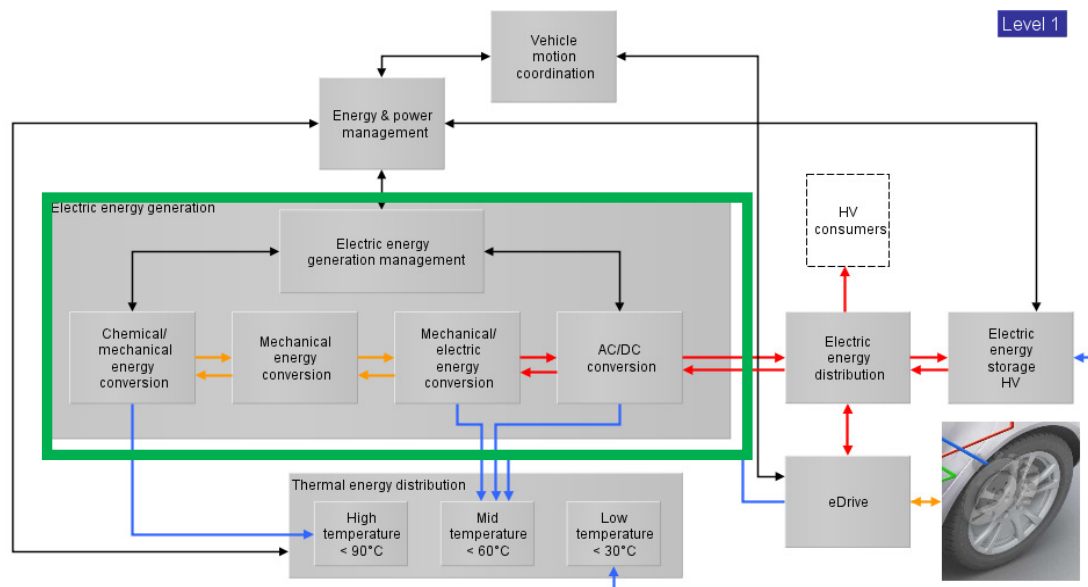 Level 1
Vehicle
motion
coordination
Energy & power
management
Electric energy generation
Electric energy
generation management
HV
consumers
Chemical/
mechanical
energy
conversion
Mechanical
energy
conversion
Mechanical/
electric
energy
conversion
AC/DC
conversion
Electric
energy
distribution
Electric
energy
storage
HV
Thermal energy distribution
High
temperature
< 90°C
Mid
temperature
< 60°C
Low
temperature
< 30°C
eDrive